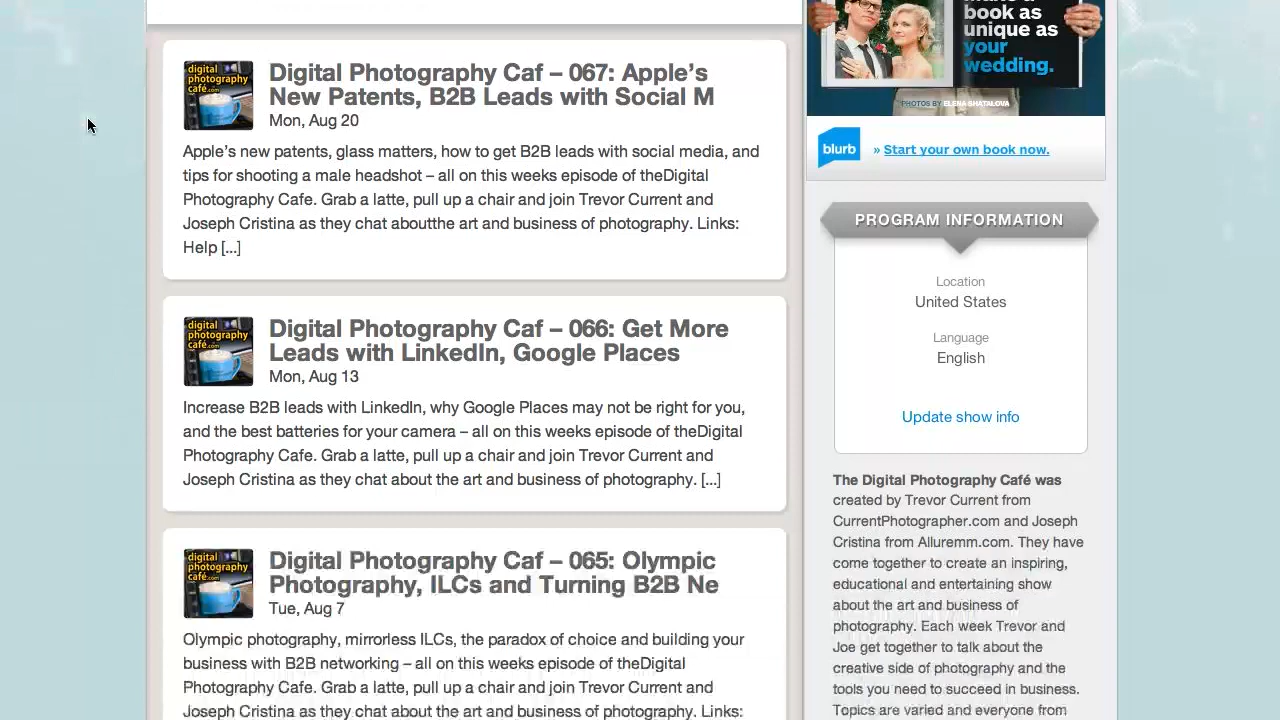 digital
photography
café.com
Digital Photography Caf – 067: Apple's
New Patents, B2B Leads with Social M
Mon, Aug 20
Apple's new patents, glass matters, how to get B2B leads with social media, and
tips for shooting a male headshot – all on this weeks episode of theDigital
Photography Cafe. Grab a latte, pull up a chair and join Trevor Current and
Joseph Cristina as they chat aboutthe art and business of photography. Links:
Help [...]
digital
photography
café.com
Digital Photography Caf – 066: Get More
Leads with LinkedIn, Google Places
Mon, Aug 13
Increase B2B leads with LinkedIn, why Google Places may not be right for you,
and the best batteries for your camera – all on this weeks episode of theDigital
Photography Cafe. Grab a latte, pull up a chair and join Trevor Current and
Joseph Cristina as they chat about the art and business of photography. [...]
digital
photography
café.com
Digital Photography Caf – 065: Olympic
Photography, ILCs and Turning B2B Ne
Tue, Aug 7
Olympic photography, mirrorless ILCs, the paradox of choice and building your
business with B2B networking – all on this weeks episode of theDigital
Photography Cafe. Grab a latte, pull up a chair and join Trevor Current and
Joseph Cristina as they chat about the art and business of photography. Links:
book as
unique as
your
wedding.
PHOTOS BY ELENA SHATALOVA
blurb
» Start your own book now.
PROGRAM INFORMATION
Location
United States
Language
English
Update show info
The Digital Photography Café was
created by Trevor Current from
CurrentPhotographer.com and Joseph
Cristina from Alluremm.com. They have
come together to create an inspiring,
educational and entertaining show
about the art and business of
photography. Each week Trevor and
Joe get together to talk about the
creative side of photography and the
tools you need to succeed in business.
Topics are varied and everyone from